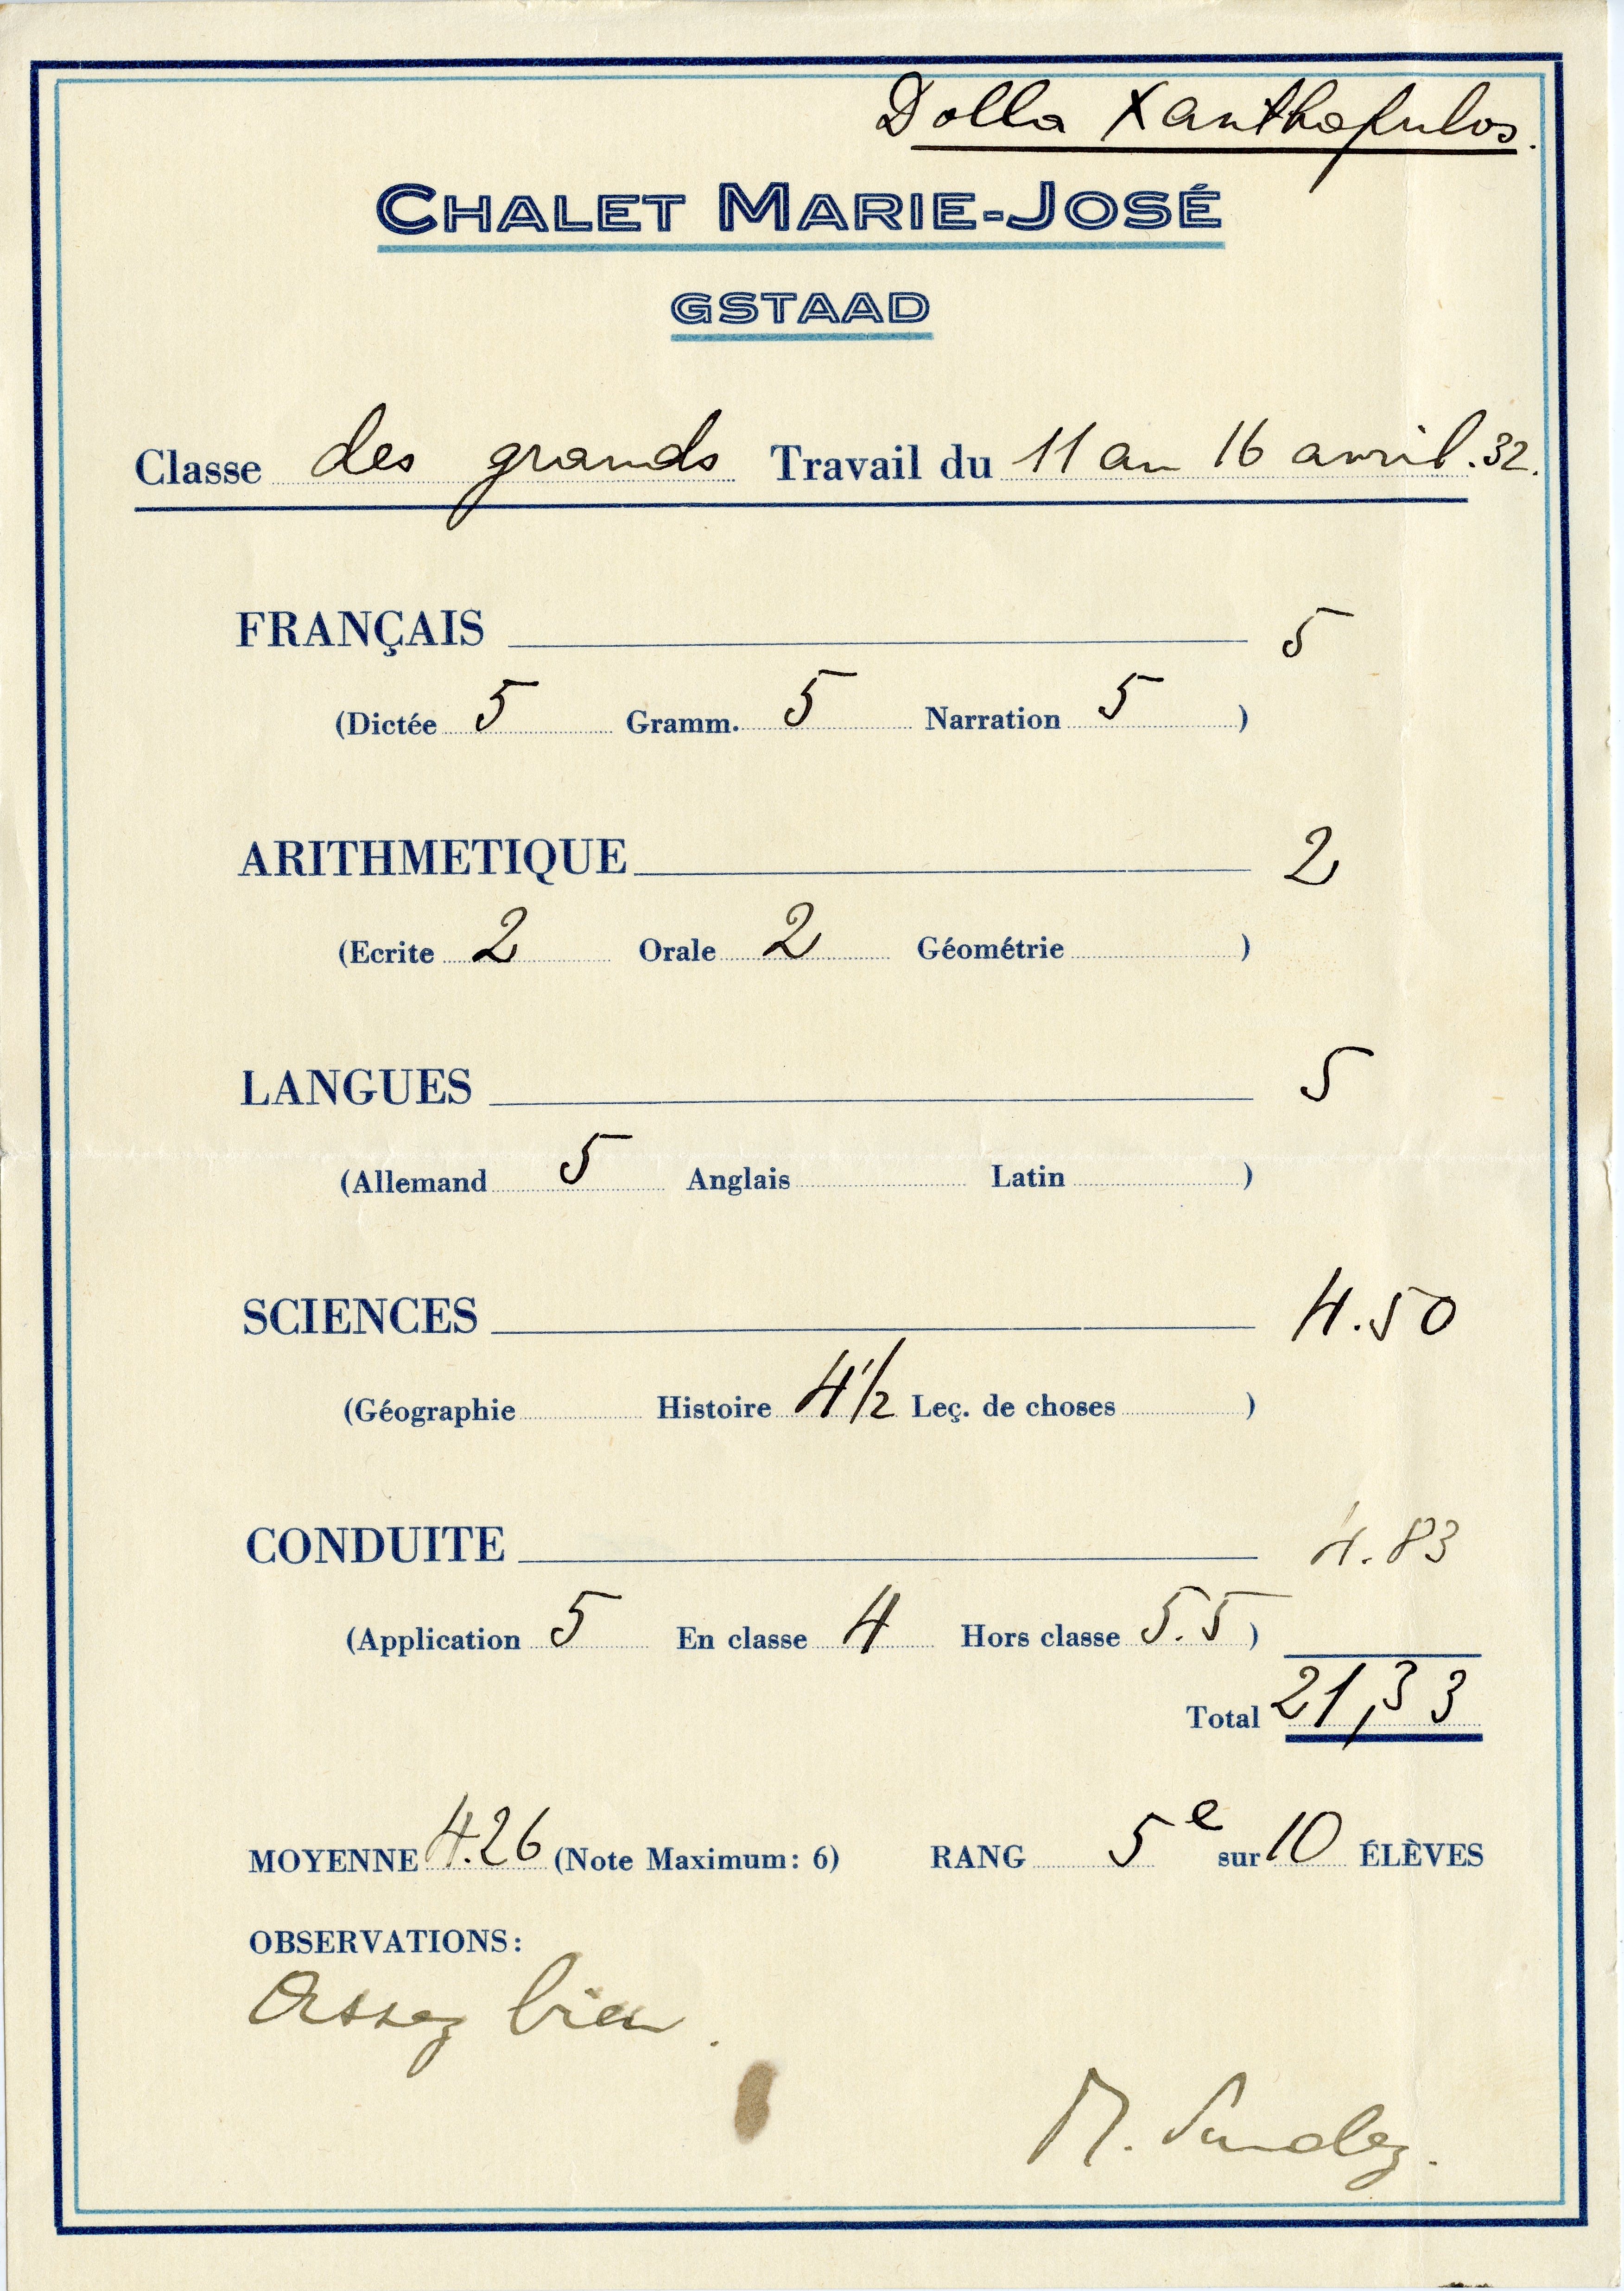 Dolla Xanthopulos.
CHALET MARIE-JOSÉ
GSTAAD
Classe des grands Travail du 11 au 16 avril. 32.
FRANÇAIS 5
(Dictée 5 Gramm. 5 Narration 5 )
ARITHMETIQUE 2
(Ecrite 2 Orale 2 Géométrie )
LANGUES 5
(Allemand 5 Anglais Latin )
SCIENCES 4.50
(Géographie Histoire 4½ Leç. de choses )
CONDUITE 4.83
(Application 5 En classe 4 Hors classe 5.5 )
Total 21,33
MOYENNE 4.26 (Note Maximum: 6) RANG 5e sur 10 ÉLÈVES
OBSERVATIONS:
Assez bien.
M.